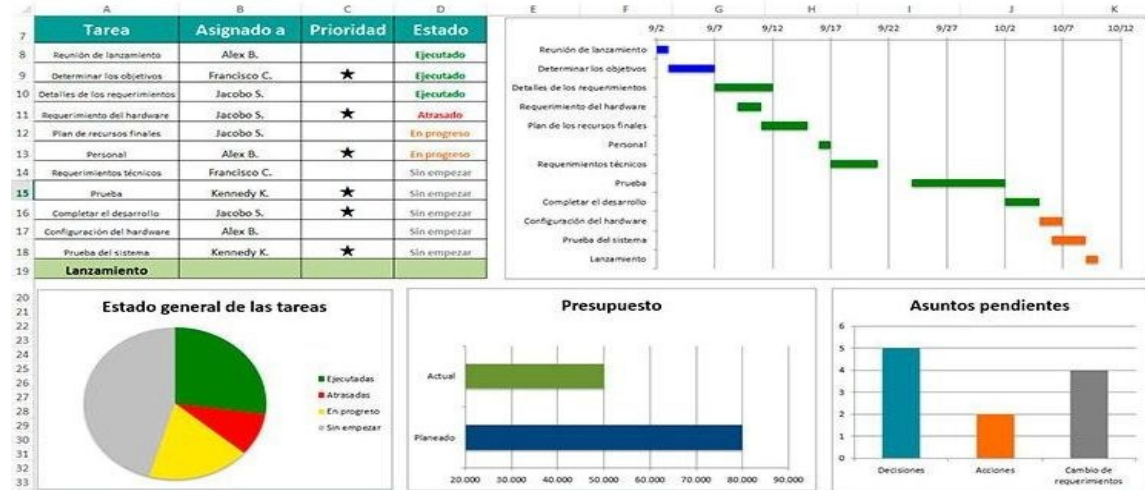 A B C D E F G H I J K
7 Tarea Asignado a Prioridad Estado
8 Reunión de lanzamiento Alex B. Ejecutado
9 Determinar los objetivos Francisco C. ★ Ejecutado
10 Detalles de los requerimientos Jacobo S. Ejecutado
11 Requerimiento del hardware Jacobo S. ★ Atrasado
12 Plan de recursos finales Jacobo S. En progreso
13 Personal Alex B. ★ En progreso
14 Requerimientos técnicos Francisco C. Sin empezar
15 Prueba Kennedy K. ★ Sin empezar
16 Completar el desarrollo Jacobo S. ★ Sin empezar
17 Configuración del hardware Alex B. Sin empezar
18 Prueba del sistema Kennedy K. ★ Sin empezar
19 Lanzamiento
9/2 9/7 9/12 9/17 9/22 9/27 10/2 10/7 10/12
Reunión de lanzamiento
Determinar los objetivos
Detalles de los requerimientos
Requerimiento del hardware
Plan de los recursos finales
Personal
Requerimientos técnicos
Prueba
Completar el desarrollo
Configuración del hardware
Prueba del sistema
Lanzamiento
20
21
22
23
24
25
26
27
28
29
30
31
32
33
Estado general de las tareas
Ejecutadas
Atrasadas
En progreso
Sin empezar
Presupuesto
Actual
Planeado
20.000 30.000 40.000 50.000 60.000 70.000 80.000 90.000
Asuntos pendientes
6
5
4
3
2
1
0
Decisiones Acciones Cambio de
requerimientos